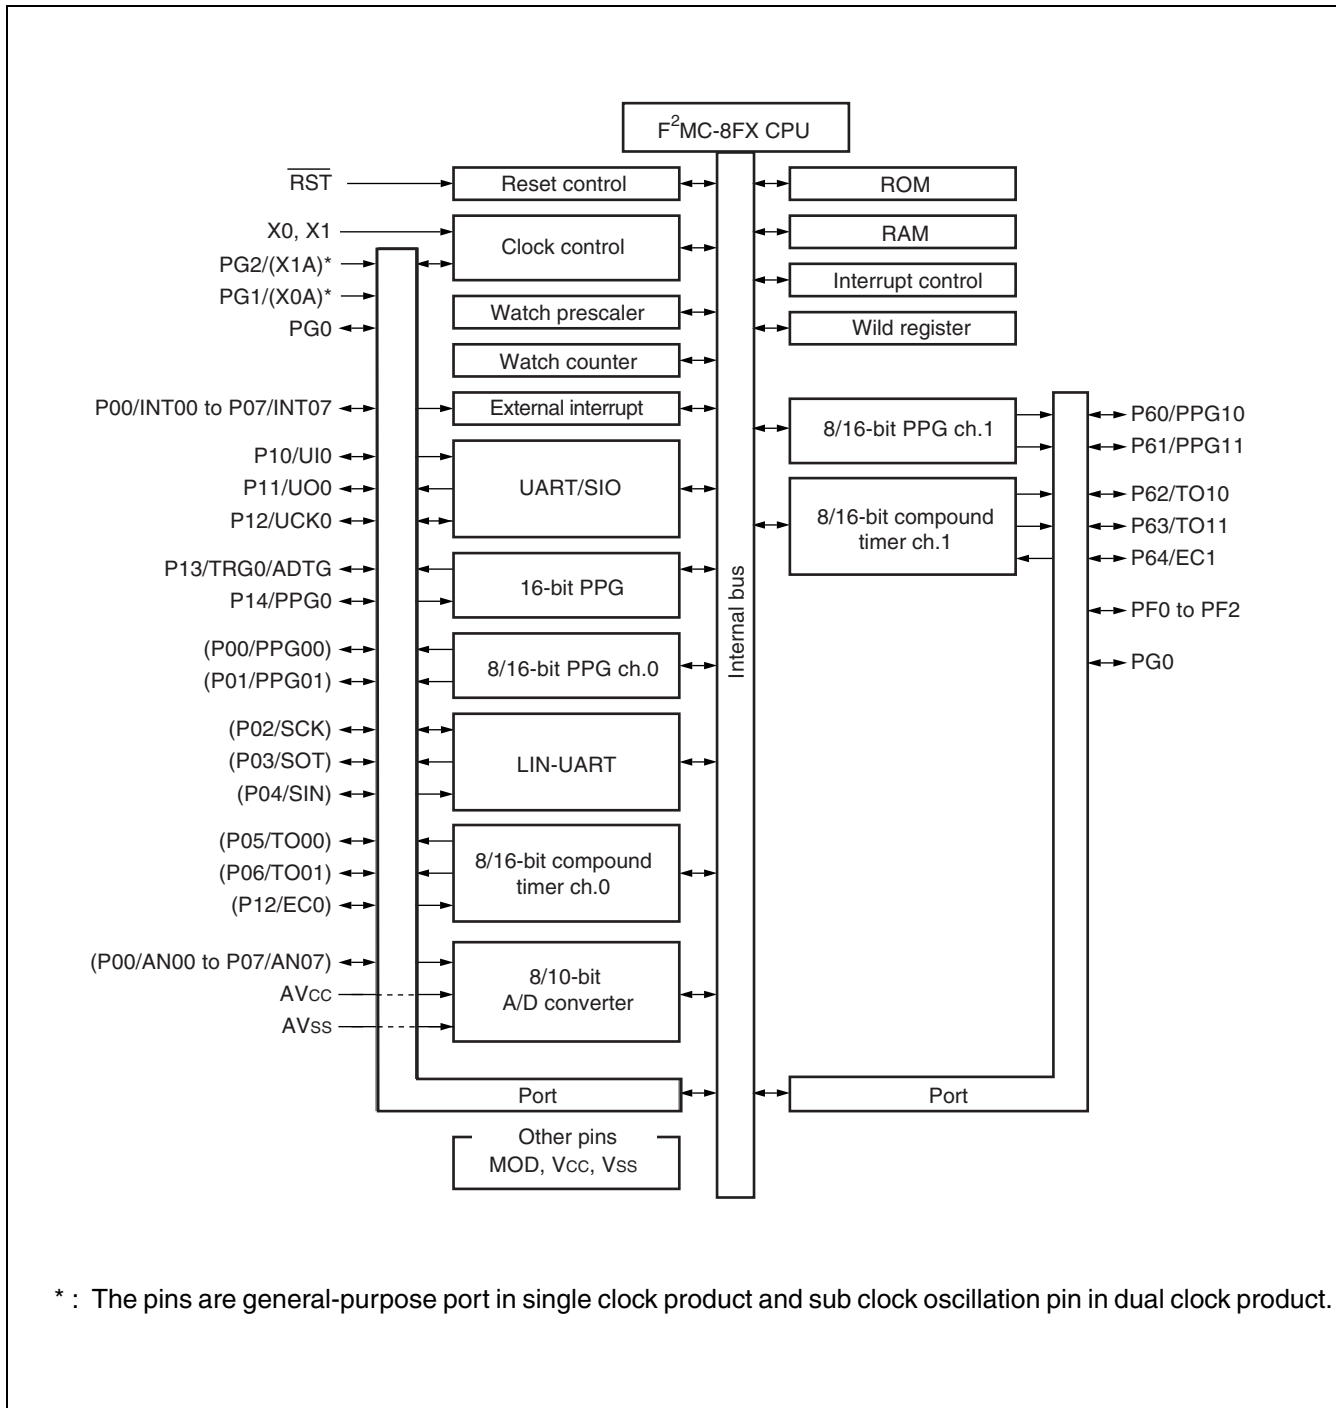 F²MC-8FX CPU
RST
Reset control
ROM
X0, X1
Clock control
RAM
PG2/(X1A)*
PG1/(X0A)*
Interrupt control
PG0
Watch prescaler
Wild register
Watch counter
P00/INT00 to P07/INT07
External interrupt
8/16-bit PPG ch.1
P60/PPG10
P61/PPG11
P10/UI0
P11/UO0
P12/UCK0
UART/SIO
8/16-bit compound
timer ch.1
P62/TO10
P63/TO11
P64/EC1
P13/TRG0/ADTG
P14/PPG0
16-bit PPG
Internal bus
PF0 to PF2
(P00/PPG00)
(P01/PPG01)
8/16-bit PPG ch.0
PG0
(P02/SCK)
(P03/SOT)
(P04/SIN)
LIN-UART
(P05/TO00)
(P06/TO01)
(P12/EC0)
8/16-bit compound
timer ch.0
(P00/AN00 to P07/AN07)
AVCC
AVSS
8/10-bit
A/D converter
Port
Port
Other pins
MOD, VCC, VSS
* : The pins are general-purpose port in single clock product and sub clock oscillation pin in dual clock product.